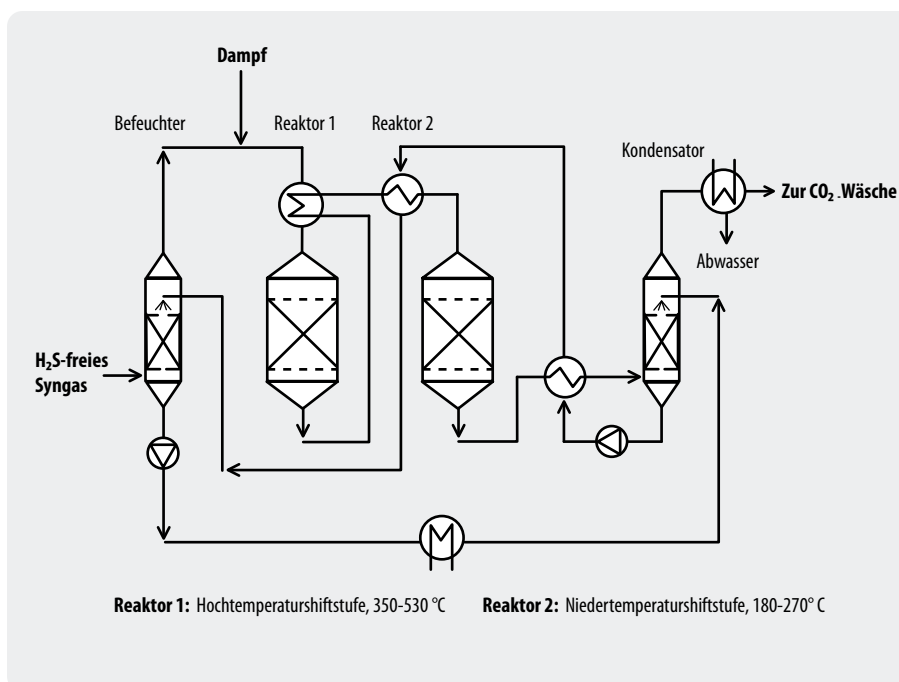 Dampf
Befeuchter
Reaktor 1
Reaktor 2
Kondensator
Zur CO₂ -Wäsche
Abwasser
H₂S-freies
Syngas
Reaktor 1: Hochtemperaturshiftstufe, 350-530 °C
Reaktor 2: Niedertemperaturshiftstufe, 180-270° C